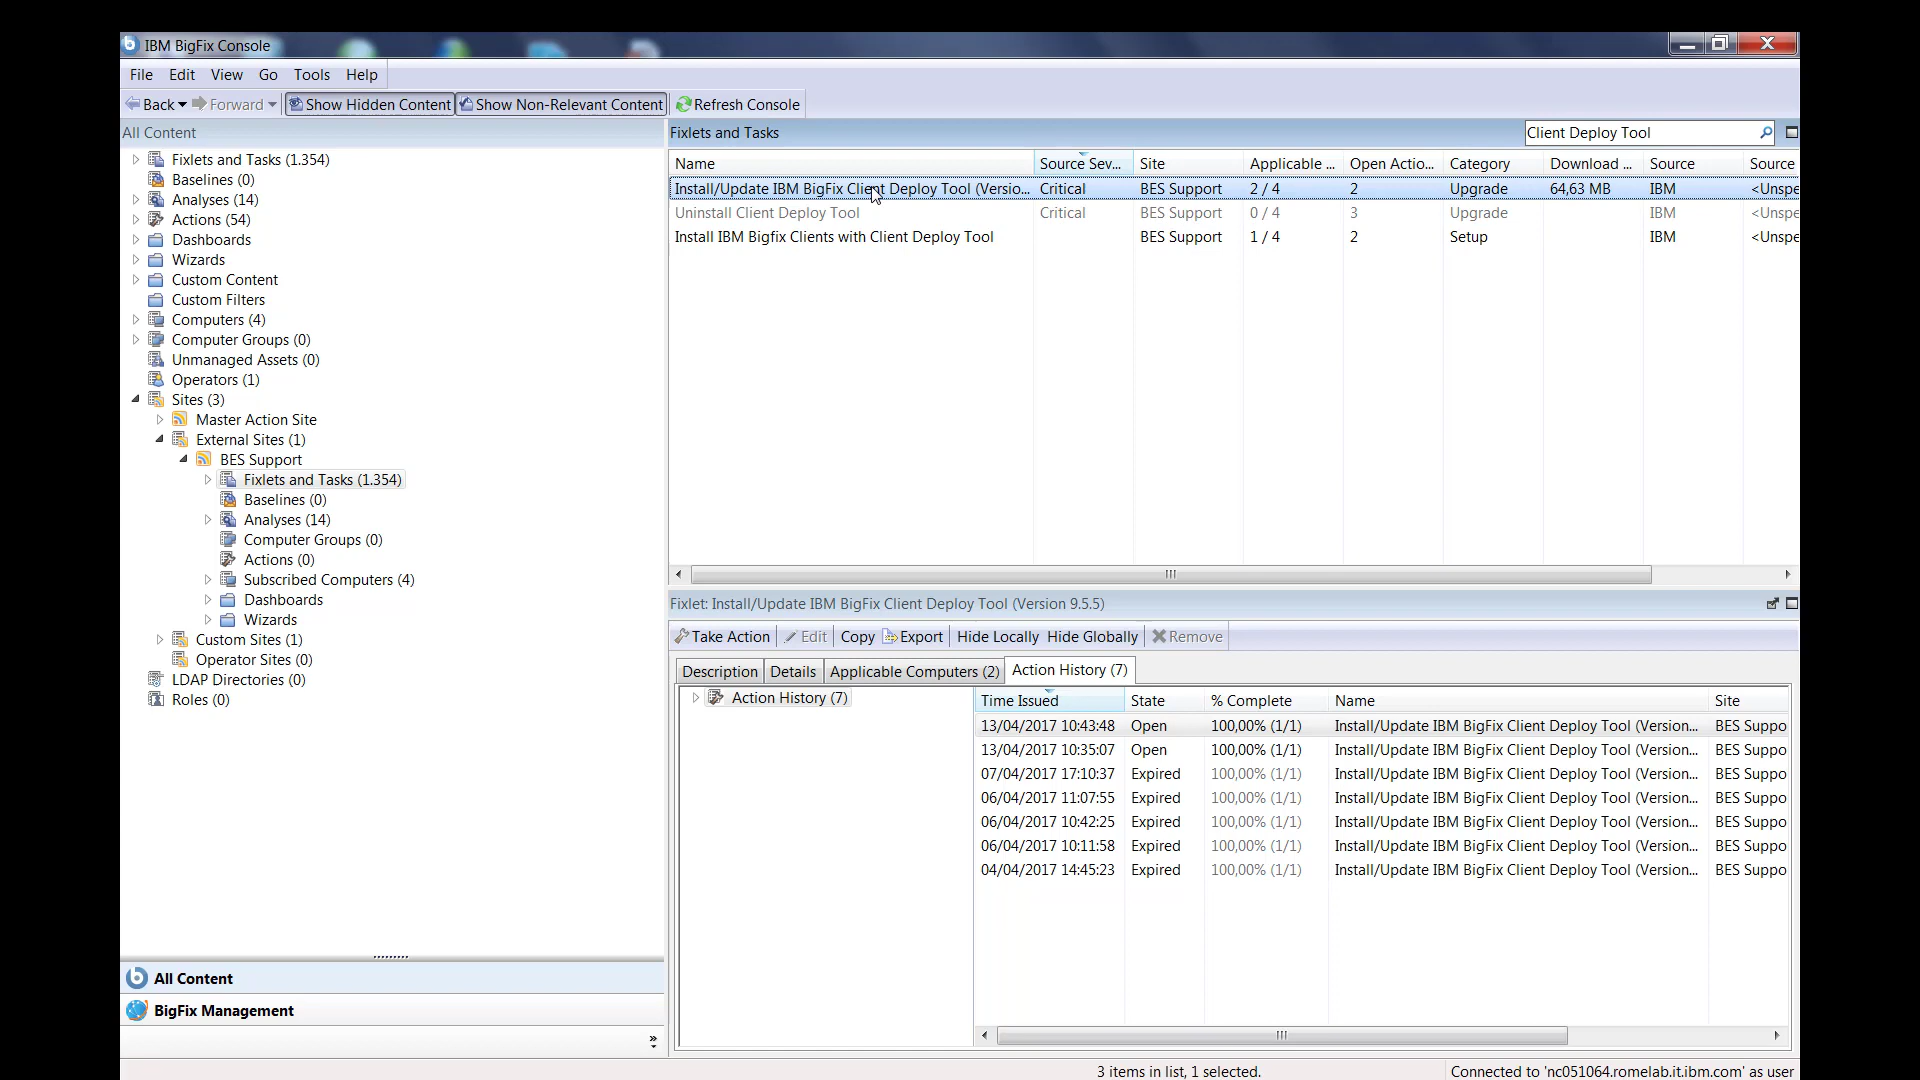 IBM BigFix Console
File Edit View Go Tools Help
Back Forward Show Hidden Content Show Non-Relevant Content Refresh Console
All Content
Fixlets and Tasks (1.354)
Baselines (0)
Analyses (14)
Actions (54)
Dashboards
Wizards
Custom Content
Custom Filters
Computers (4)
Computer Groups (0)
Unmanaged Assets (0)
Operators (1)
Sites (3)
Master Action Site
External Sites (1)
BES Support
Fixlets and Tasks (1.354)
Baselines (0)
Analyses (14)
Computer Groups (0)
Actions (0)
Subscribed Computers (4)
Dashboards
Wizards
Custom Sites (1)
Operator Sites (0)
LDAP Directories (0)
Roles (0)
All Content
BigFix Management
Fixlets and Tasks Client Deploy Tool
Name Source Sev... Site Applicable ... Open Actio... Category Download ... Source Source
Install/Update IBM BigFix Client Deploy Tool (Versio... Critical BES Support 2 / 4 2 Upgrade 64,63 MB IBM <Unspe
Uninstall Client Deploy Tool Critical BES Support 0 / 4 3 Upgrade IBM <Unspe
Install IBM Bigfix Clients with Client Deploy Tool BES Support 1 / 4 2 Setup IBM <Unspe
Fixlet: Install/Update IBM BigFix Client Deploy Tool (Version 9.5.5)
Take Action Edit Copy Export Hide Locally Hide Globally Remove
Description Details Applicable Computers (2) Action History (7)
Action History (7)
Time Issued State % Complete Name Site
13/04/2017 10:43:48 Open 100,00% (1/1) Install/Update IBM BigFix Client Deploy Tool (Version... BES Suppo
13/04/2017 10:35:07 Open 100,00% (1/1) Install/Update IBM BigFix Client Deploy Tool (Version... BES Suppo
07/04/2017 17:10:37 Expired 100,00% (1/1) Install/Update IBM BigFix Client Deploy Tool (Version... BES Suppo
06/04/2017 11:07:55 Expired 100,00% (1/1) Install/Update IBM BigFix Client Deploy Tool (Version... BES Suppo
06/04/2017 10:42:25 Expired 100,00% (1/1) Install/Update IBM BigFix Client Deploy Tool (Version... BES Suppo
06/04/2017 10:11:58 Expired 100,00% (1/1) Install/Update IBM BigFix Client Deploy Tool (Version... BES Suppo
04/04/2017 14:45:23 Expired 100,00% (1/1) Install/Update IBM BigFix Client Deploy Tool (Version... BES Suppo
3 items in list, 1 selected. Connected to 'nc051064.romelab.it.ibm.com' as user